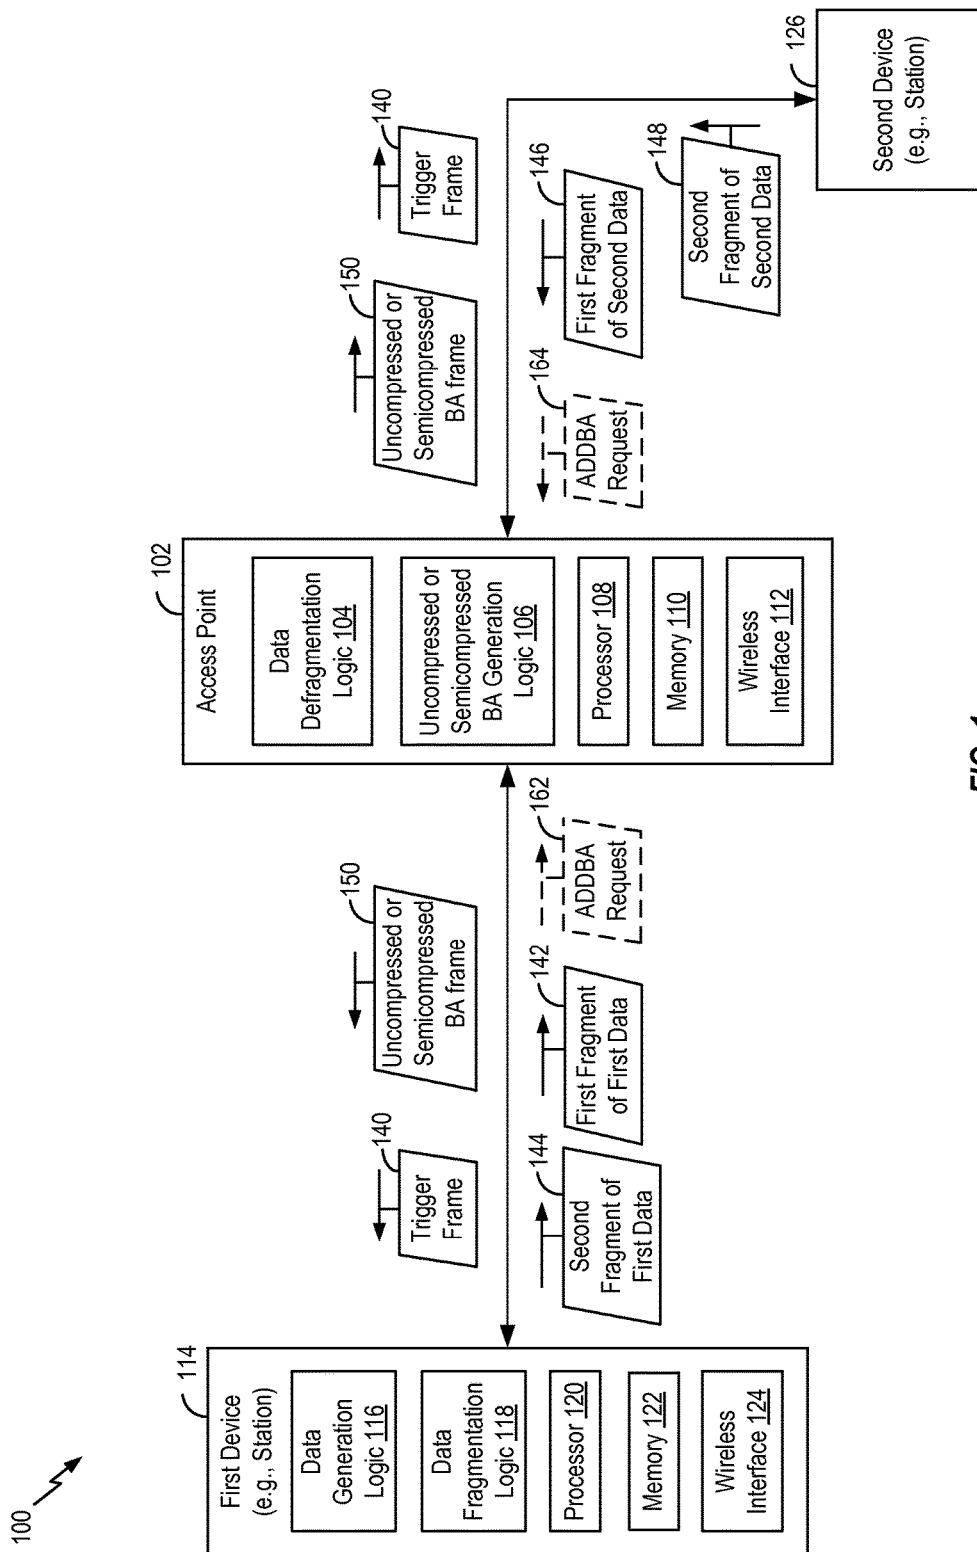 100
114
First Device
(e.g., Station)
Data
Generation
Logic 116
Data
Fragmentation
Logic 118
Processor 120
Memory 122
Wireless
Interface 124
140
Trigger
Frame
150
Uncompressed or
Semicompressed
BA frame
144
Second
Fragment of
First Data
142
First Fragment
of First Data
162
ADDBA
Request
102
Access Point
Data
Defragmentation
Logic 104
Uncompressed or
Semicompressed
BA Generation
Logic 106
Processor 108
Memory 110
Wireless
Interface 112
150
Uncompressed or
Semicompressed
BA frame
140
Trigger
Frame
164
ADDBA
Request
146
First Fragment
of Second Data
148
Second
Fragment of
Second Data
126
Second Device
(e.g., Station)